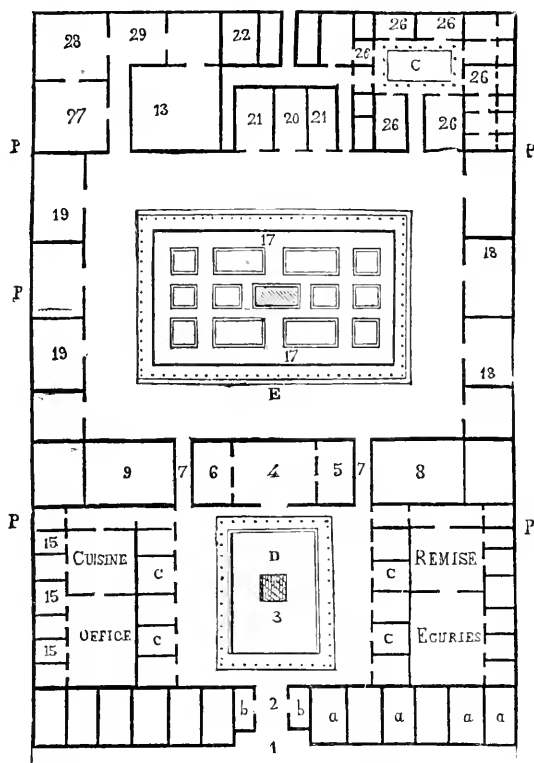 28 29 22 26 26
26 C 26
27 13 21 20 21 26 26
P P
19 18
17
P
17
19 18
E
9 7 6 4 5 7 8
P P
15 CUISINE C D C REMISE
15 3
15 OFFICE C C ECURIES
b 2 b a a a a
1